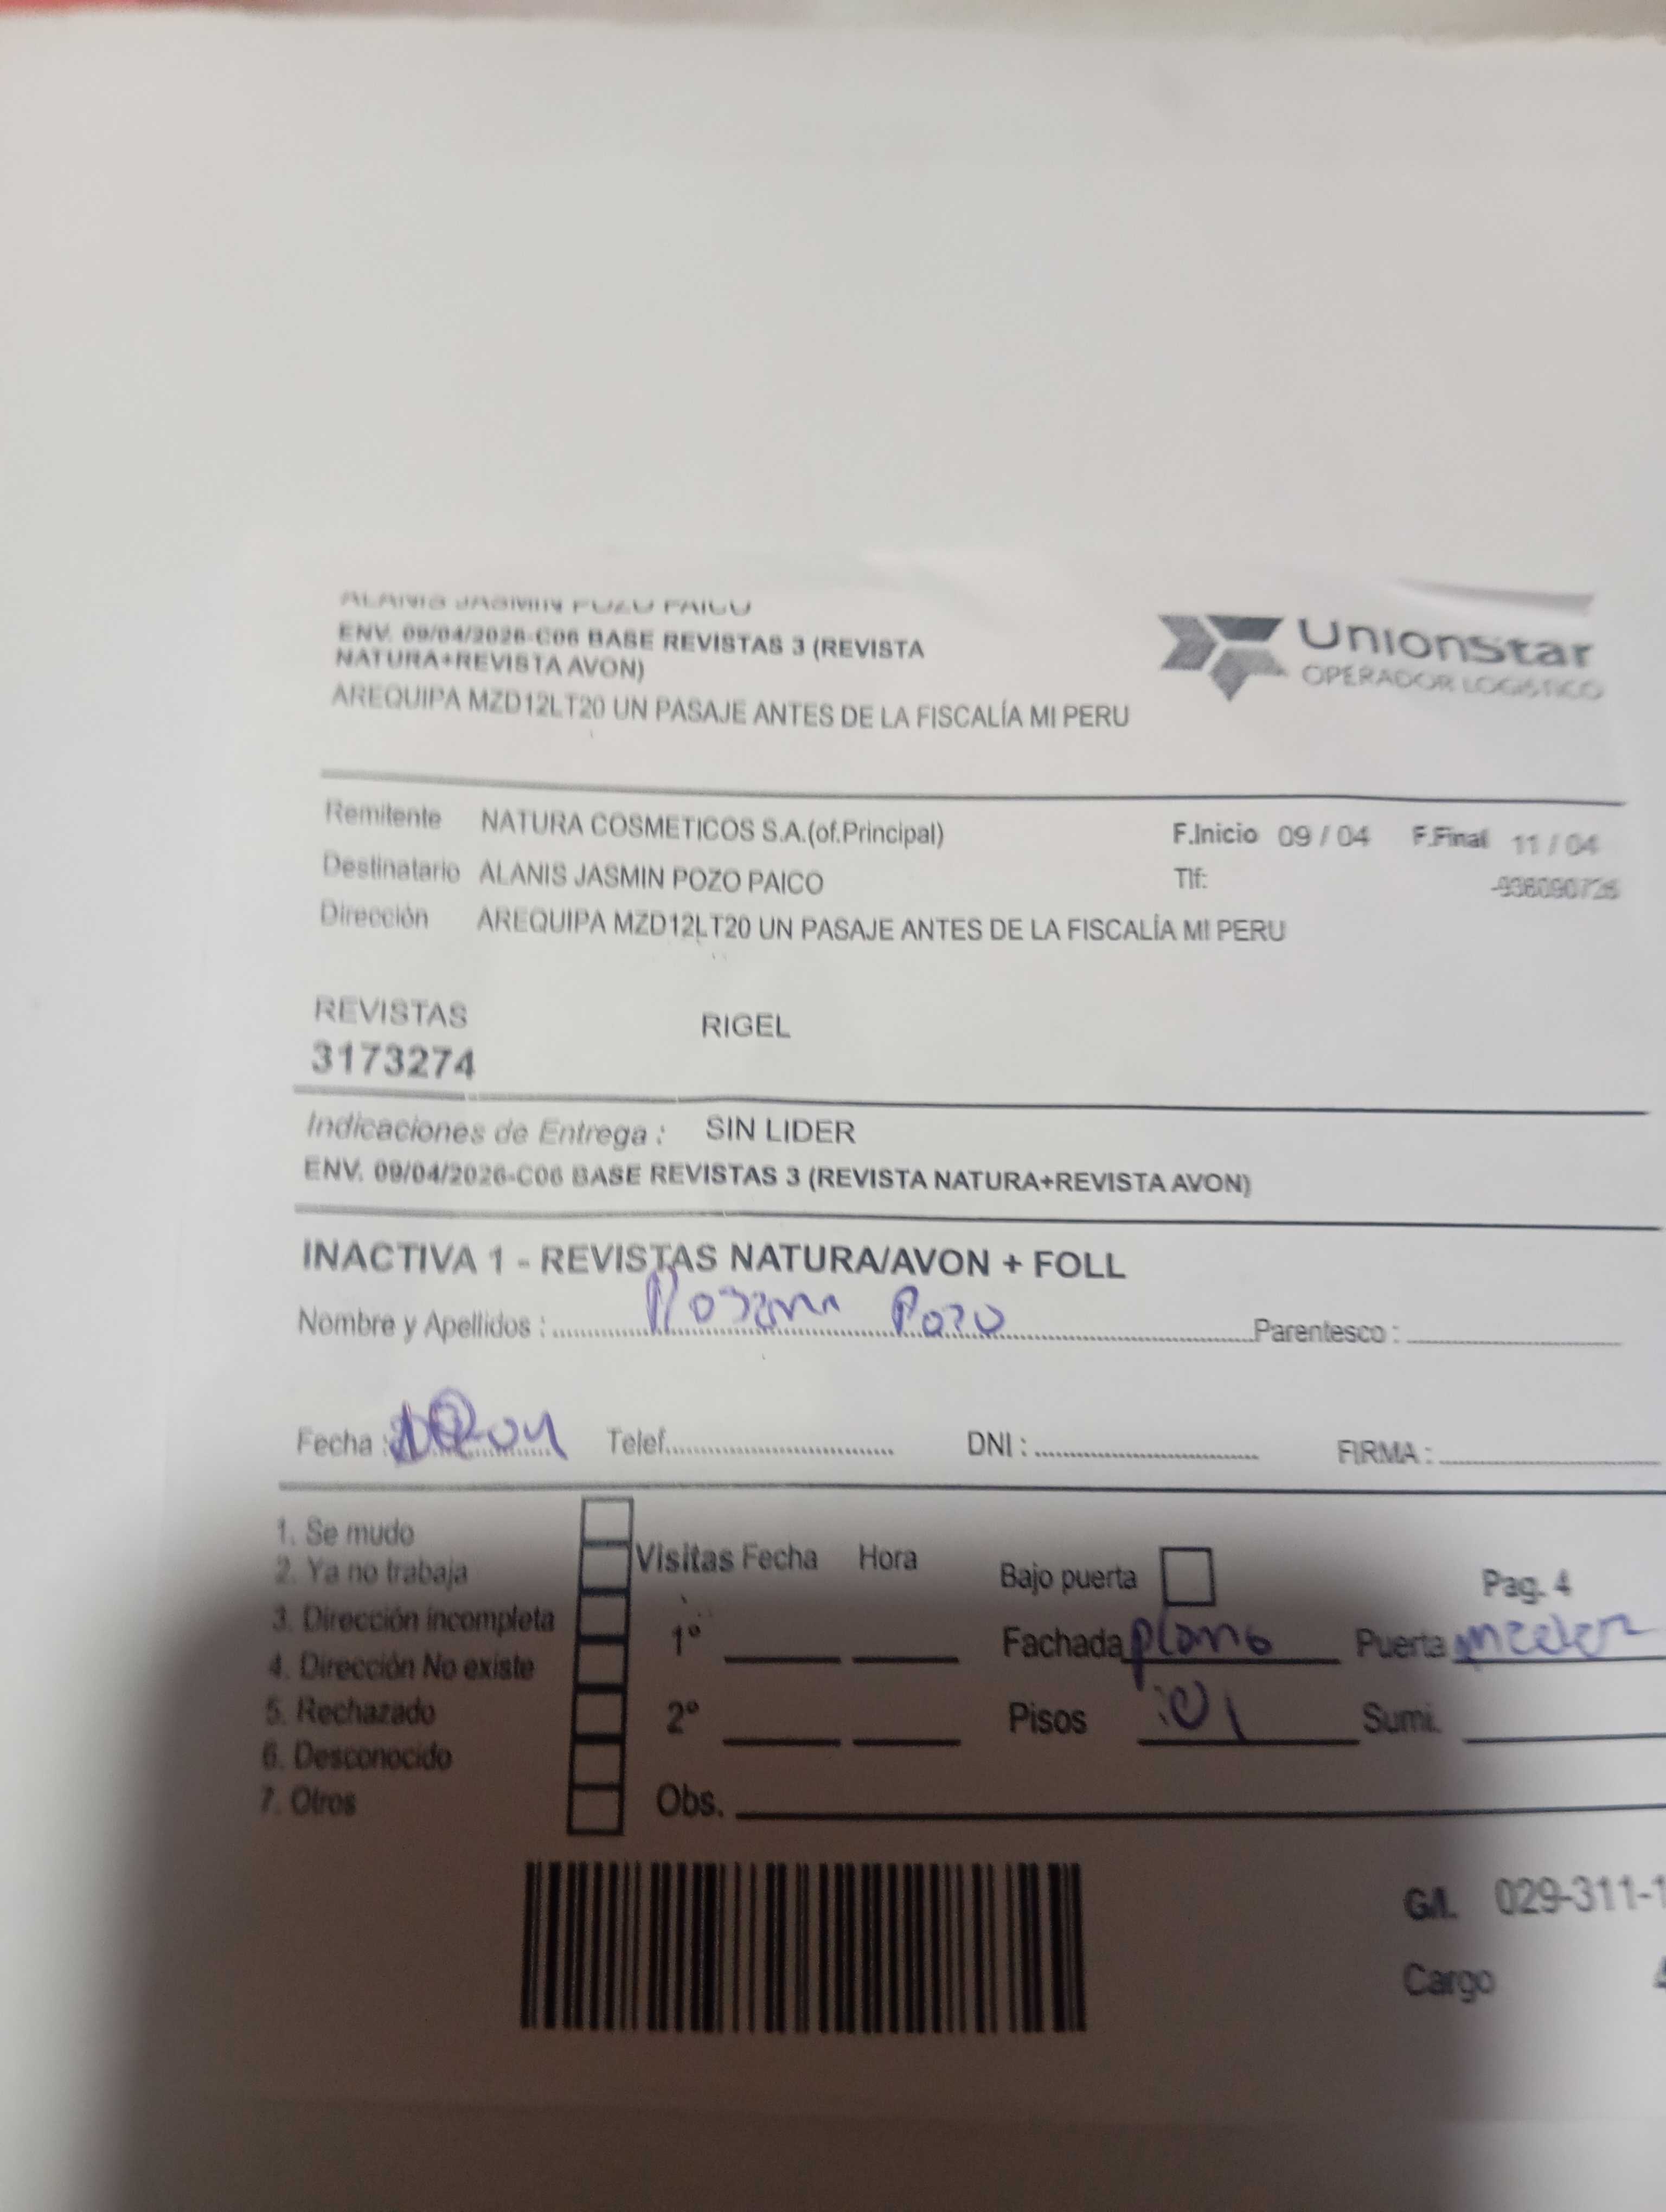 ALANIS JASMIN POZO PAICO
ENV. 09/04/2026-C06 BASE REVISTAS 3 (REVISTA
NATURA+REVISTA AVON)
AREQUIPA MZD12LT20 UN PASAJE ANTES DE LA FISCALÍA MI PERU
UnionStar
OPERADOR LOGISTICO
Remitente NATURA COSMETICOS S.A.(of.Principal) F.Inicio 09 / 04 F.Final 11 / 04
Destinatario ALANIS JASMIN POZO PAICO Tlf: -936090726
Dirección AREQUIPA MZD12LT20 UN PASAJE ANTES DE LA FISCALÍA MI PERU
REVISTAS RIGEL
3173274
Indicaciones de Entrega : SIN LIDER
ENV. 09/04/2026-C06 BASE REVISTAS 3 (REVISTA NATURA+REVISTA AVON)
INACTIVA 1 - REVISTAS NATURA/AVON + FOLL
Nombre y Apellidos : Pozo Parentesco :
Fecha : Telef. DNI : FIRMA :
1. Se mudo
2. Ya no trabaja
3. Dirección incompleta
4. Dirección No existe
5. Rechazado
6. Desconocido
7. Otros
Visitas Fecha Hora
1°
2°
Obs.
Bajo puerta Pag. 4
Fachada Puerta
Pisos 01 Sumi.
G/I. 029-311-1
Cargo